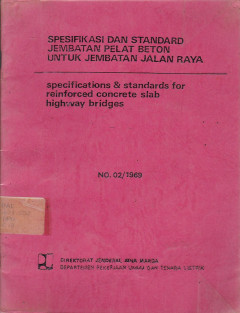 SPESIFIKASI DAN STANDARD
JEMBATAN PELAT BETON
UNTUK JEMBATAN JALAN RAYA
specifications & standards for
reinforced concrete slab
highway bridges
NO. 02/1969
DIREKTORAT JENDERAL BINA MARGA
DEPARTEMEN PEKERJAAN UMUM DAN TENAGA LISTRIK